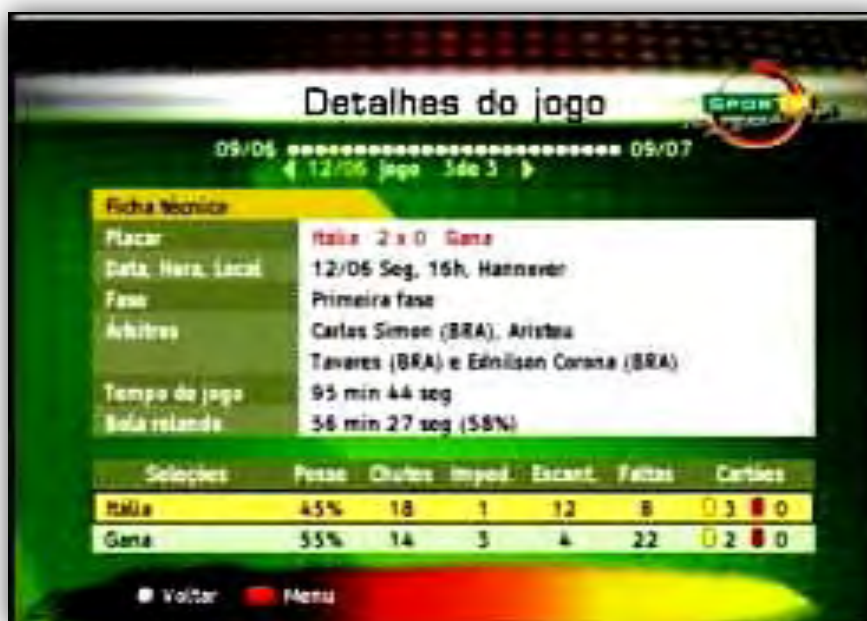 Detalhes do jogo
SPORTV
09/06 09/07
12/06 jogo 3 de 3
Ficha técnica
Placar Itália 2 x 0 Gana
Data, Hora, Local 12/06 Seg, 16h, Hannover
Fase Primeira fase
Árbitros Carlos Simon (BRA), Aristeu
Tavares (BRA) e Ednilson Corona (BRA)
Tempo de jogo 95 min 44 seg
Bola rolando 56 min 27 seg (58%)
Seleções Posse Chutes Imped. Escant. Faltas Cartões
Itália 45% 18 1 12 8 3 0
Gana 55% 14 3 4 22 2 0
Voltar Menu